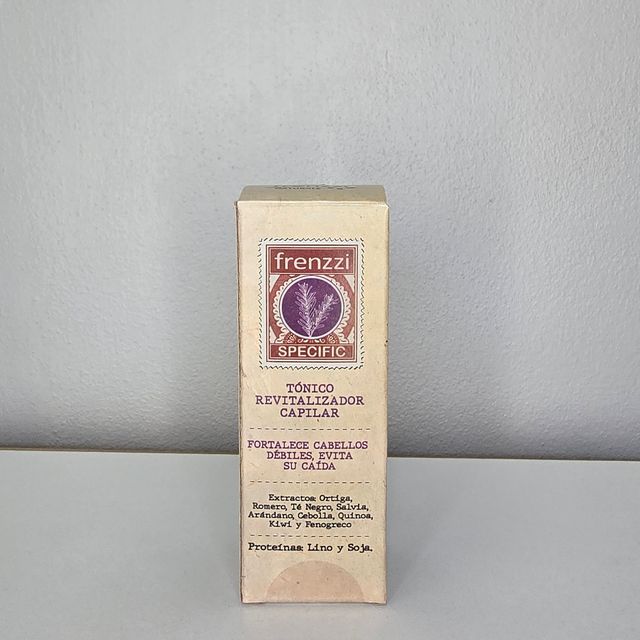 frenzzi
SPECIFIC
TÓNICO
REVITALIZADOR
CAPILAR
FORTALECE CABELLOS
DÉBILES, EVITA
SU CAÍDA
Extractos: Ortiga,
Romero, Té Negro, Salvia,
Arándano, Cebolla, Quinoa,
Kiwi y Fenogreco
Proteínas: Lino y Soja.